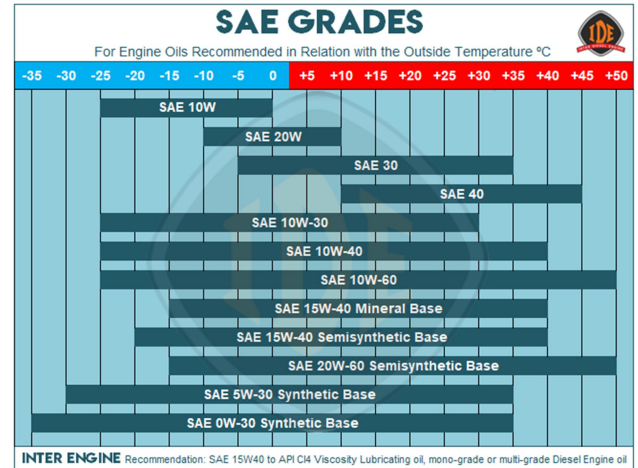 SAE GRADES
IDE
For Engine Oils Recommended in Relation with the Outside Temperature ºC
-35 -30 -25 -20 -15 -10 -5 0 +5 +10 +15 +20 +25 +30 +35 +40 +45 +50
SAE 10W
SAE 20W
SAE 30
SAE 40
SAE 10W-30
SAE 10W-40
SAE 10W-60
SAE 15W-40 Mineral Base
SAE 15W-40 Semisynthetic Base
SAE 20W-60 Semisynthetic Base
SAE 5W-30 Synthetic Base
SAE 0W-30 Synthetic Base
IDE
INTER ENGINE Recommendation: SAE 15W40 to API CI4 Viscosity Lubricating oil, mono-grade or multi-grade Diesel Engine oil